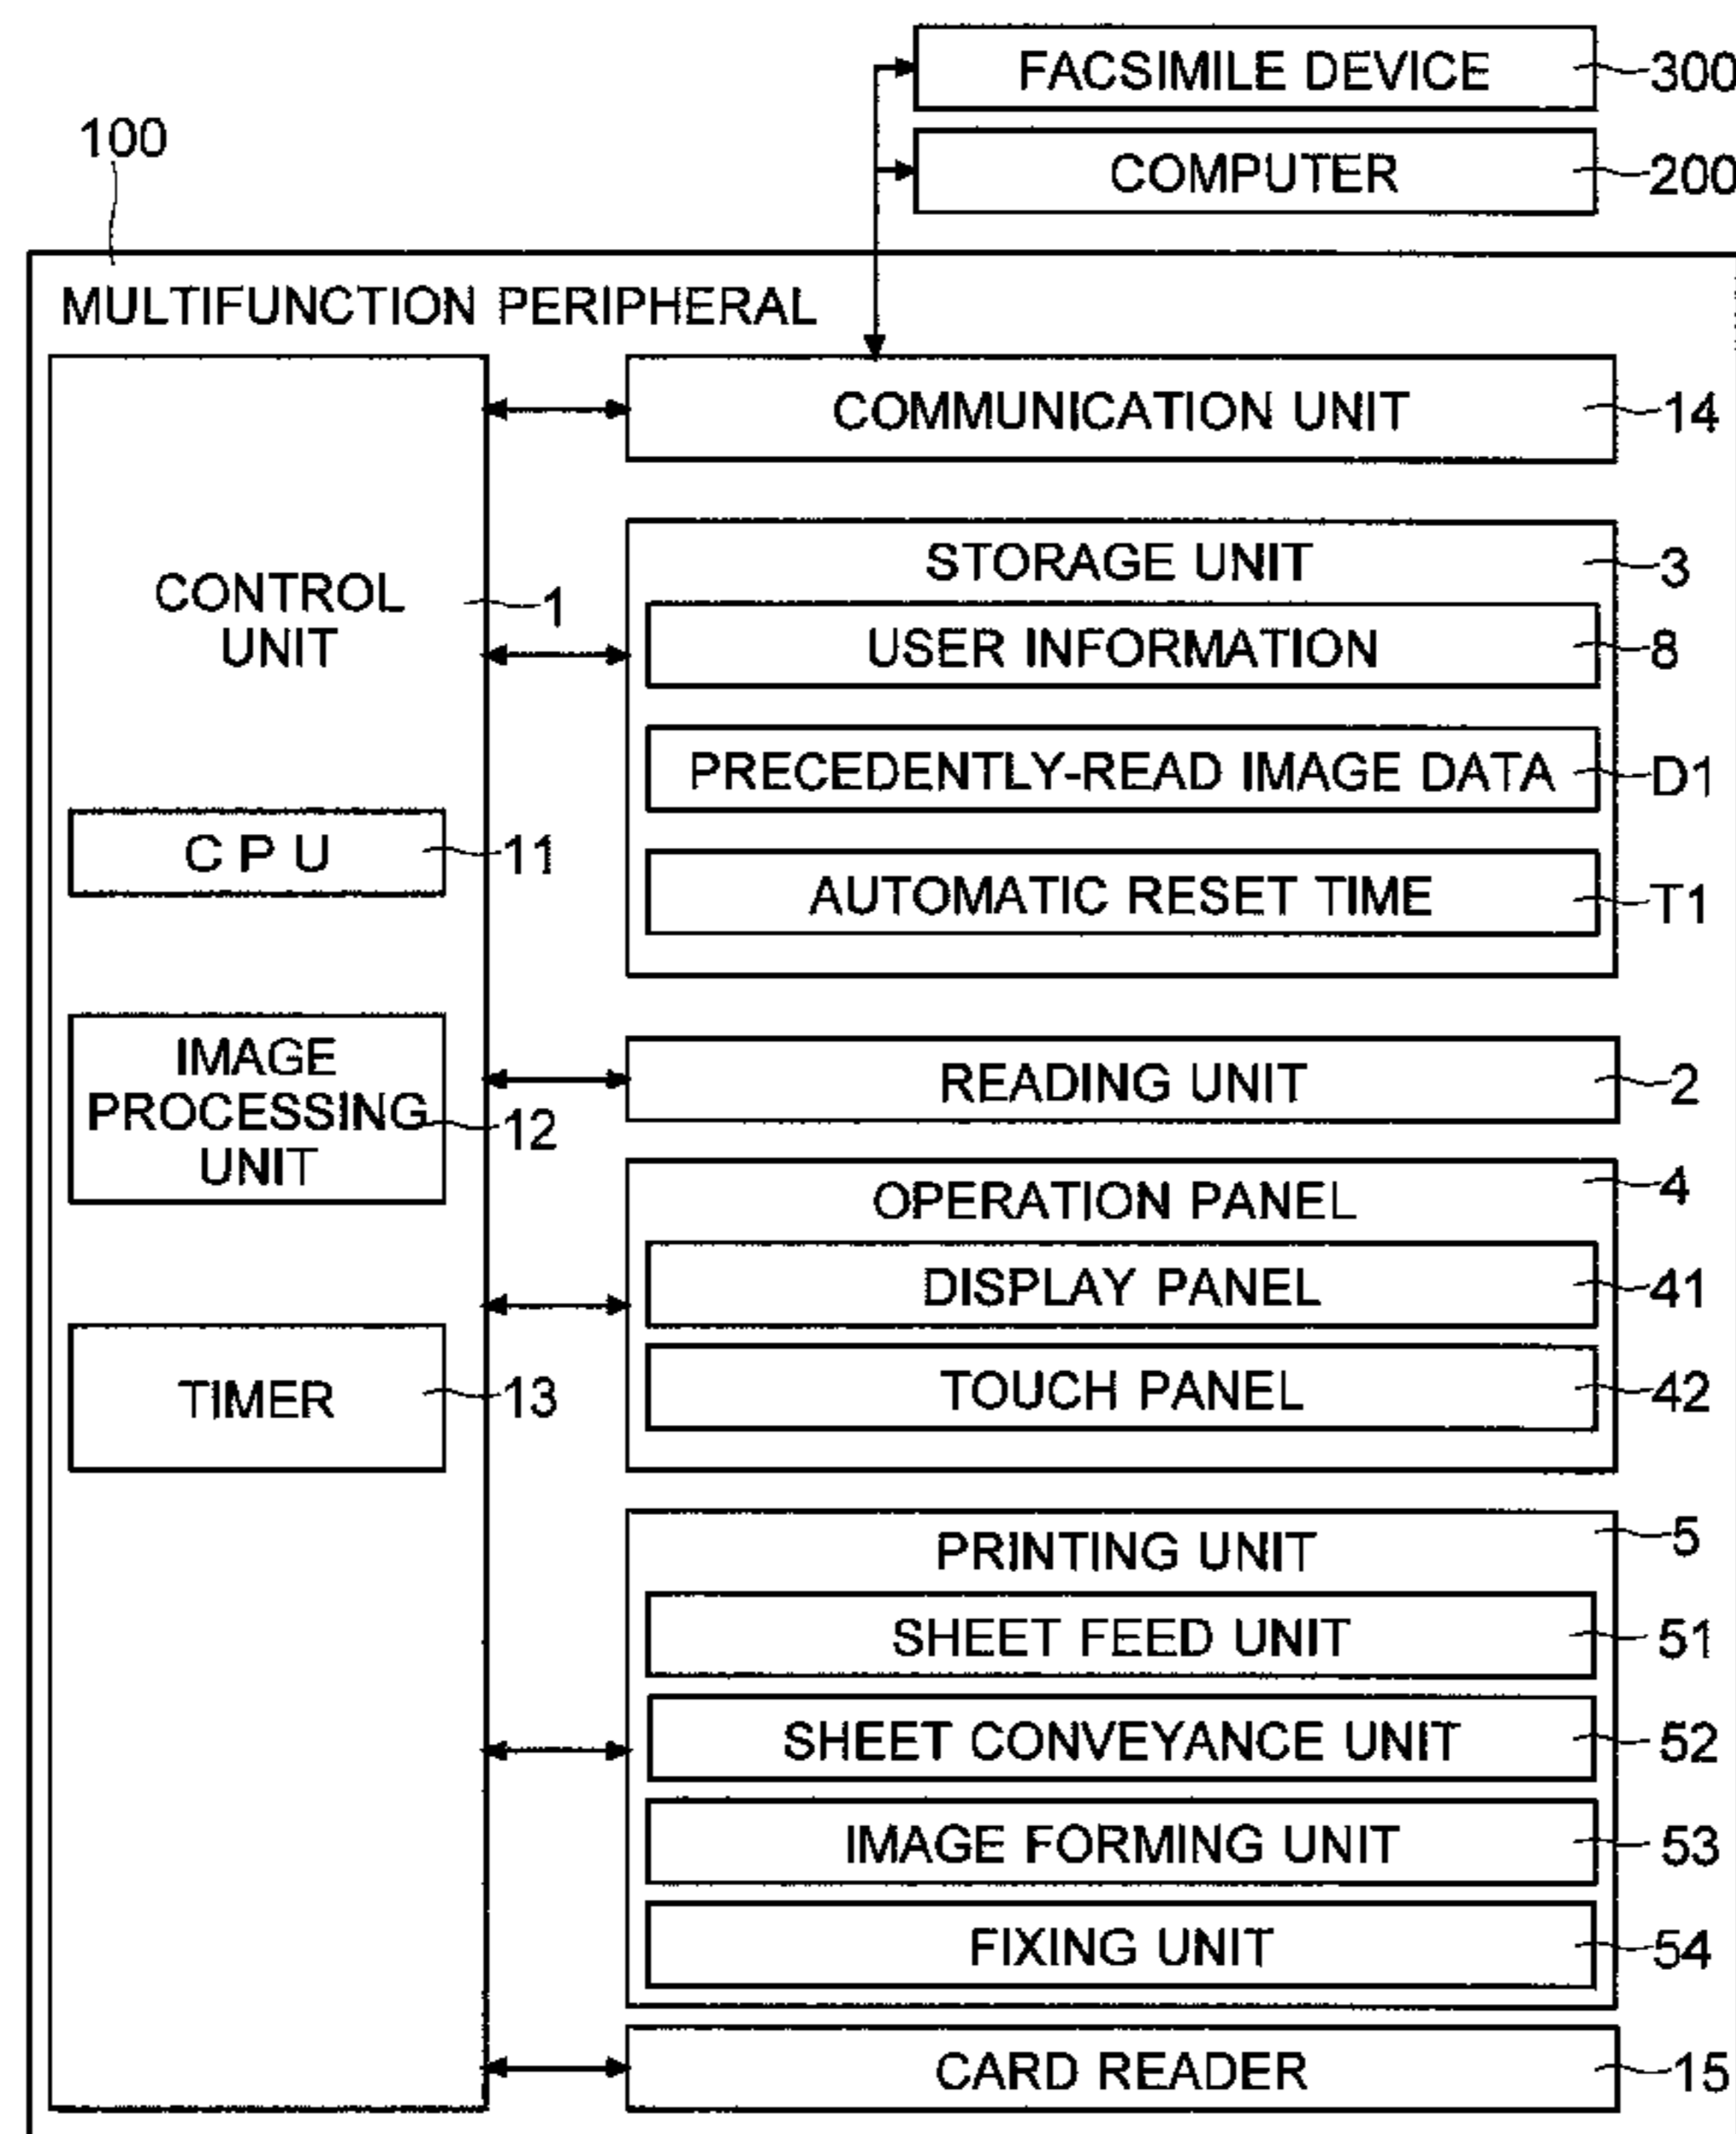 FACSIMILE DEVICE 300
COMPUTER 200
100
MULTIFUNCTION PERIPHERAL
COMMUNICATION UNIT 14
CONTROL
UNIT
1
CPU 11
IMAGE
PROCESSING
UNIT
12
TIMER 13
STORAGE UNIT 3
USER INFORMATION 8
PRECEDENTLY-READ IMAGE DATA D1
AUTOMATIC RESET TIME T1
READING UNIT 2
OPERATION PANEL 4
DISPLAY PANEL 41
TOUCH PANEL 42
PRINTING UNIT 5
SHEET FEED UNIT 51
SHEET CONVEYANCE UNIT 52
IMAGE FORMING UNIT 53
FIXING UNIT 54
CARD READER 15